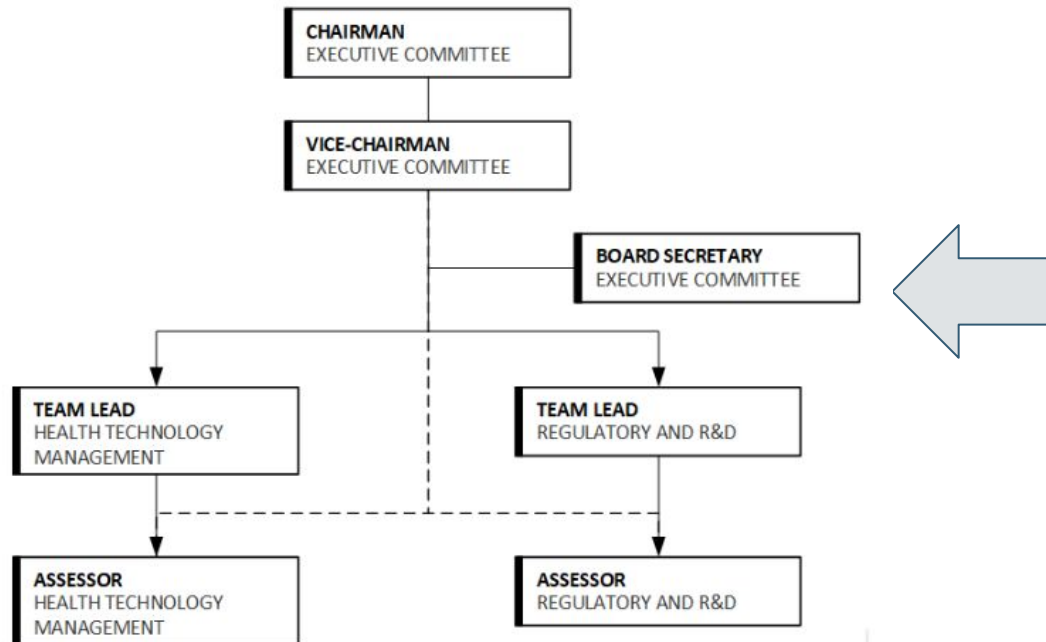 CHAIRMAN
EXECUTIVE COMMITTEE
VICE-CHAIRMAN
EXECUTIVE COMMITTEE
BOARD SECRETARY
EXECUTIVE COMMITTEE
TEAM LEAD
HEALTH TECHNOLOGY
MANAGEMENT
TEAM LEAD
REGULATORY AND R&D
ASSESSOR
HEALTH TECHNOLOGY
MANAGEMENT
ASSESSOR
REGULATORY AND R&D